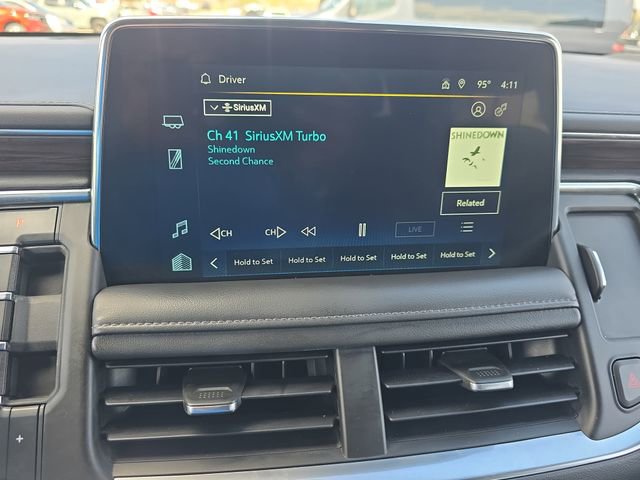 Driver
95° 4:11
SiriusXM
Ch 41 SiriusXM Turbo
Shinedown
Second Chance
SHINEDOWN
Related
CH CH LIVE
Hold to Set Hold to Set Hold to Set Hold to Set Hold to Set
+